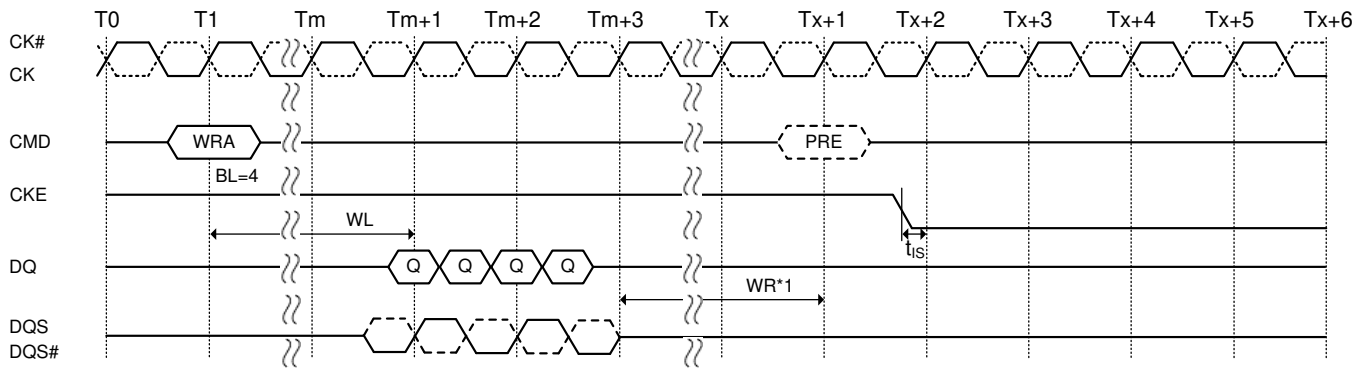 T0 T1 Tm Tm+1 Tm+2 Tm+3 Tx Tx+1 Tx+2 Tx+3 Tx+4 Tx+5 Tx+6
CK#
CK
CMD WRA PRE
BL=4
CKE
WL
tIS
DQ Q Q Q Q
WR*1
DQS
DQS#